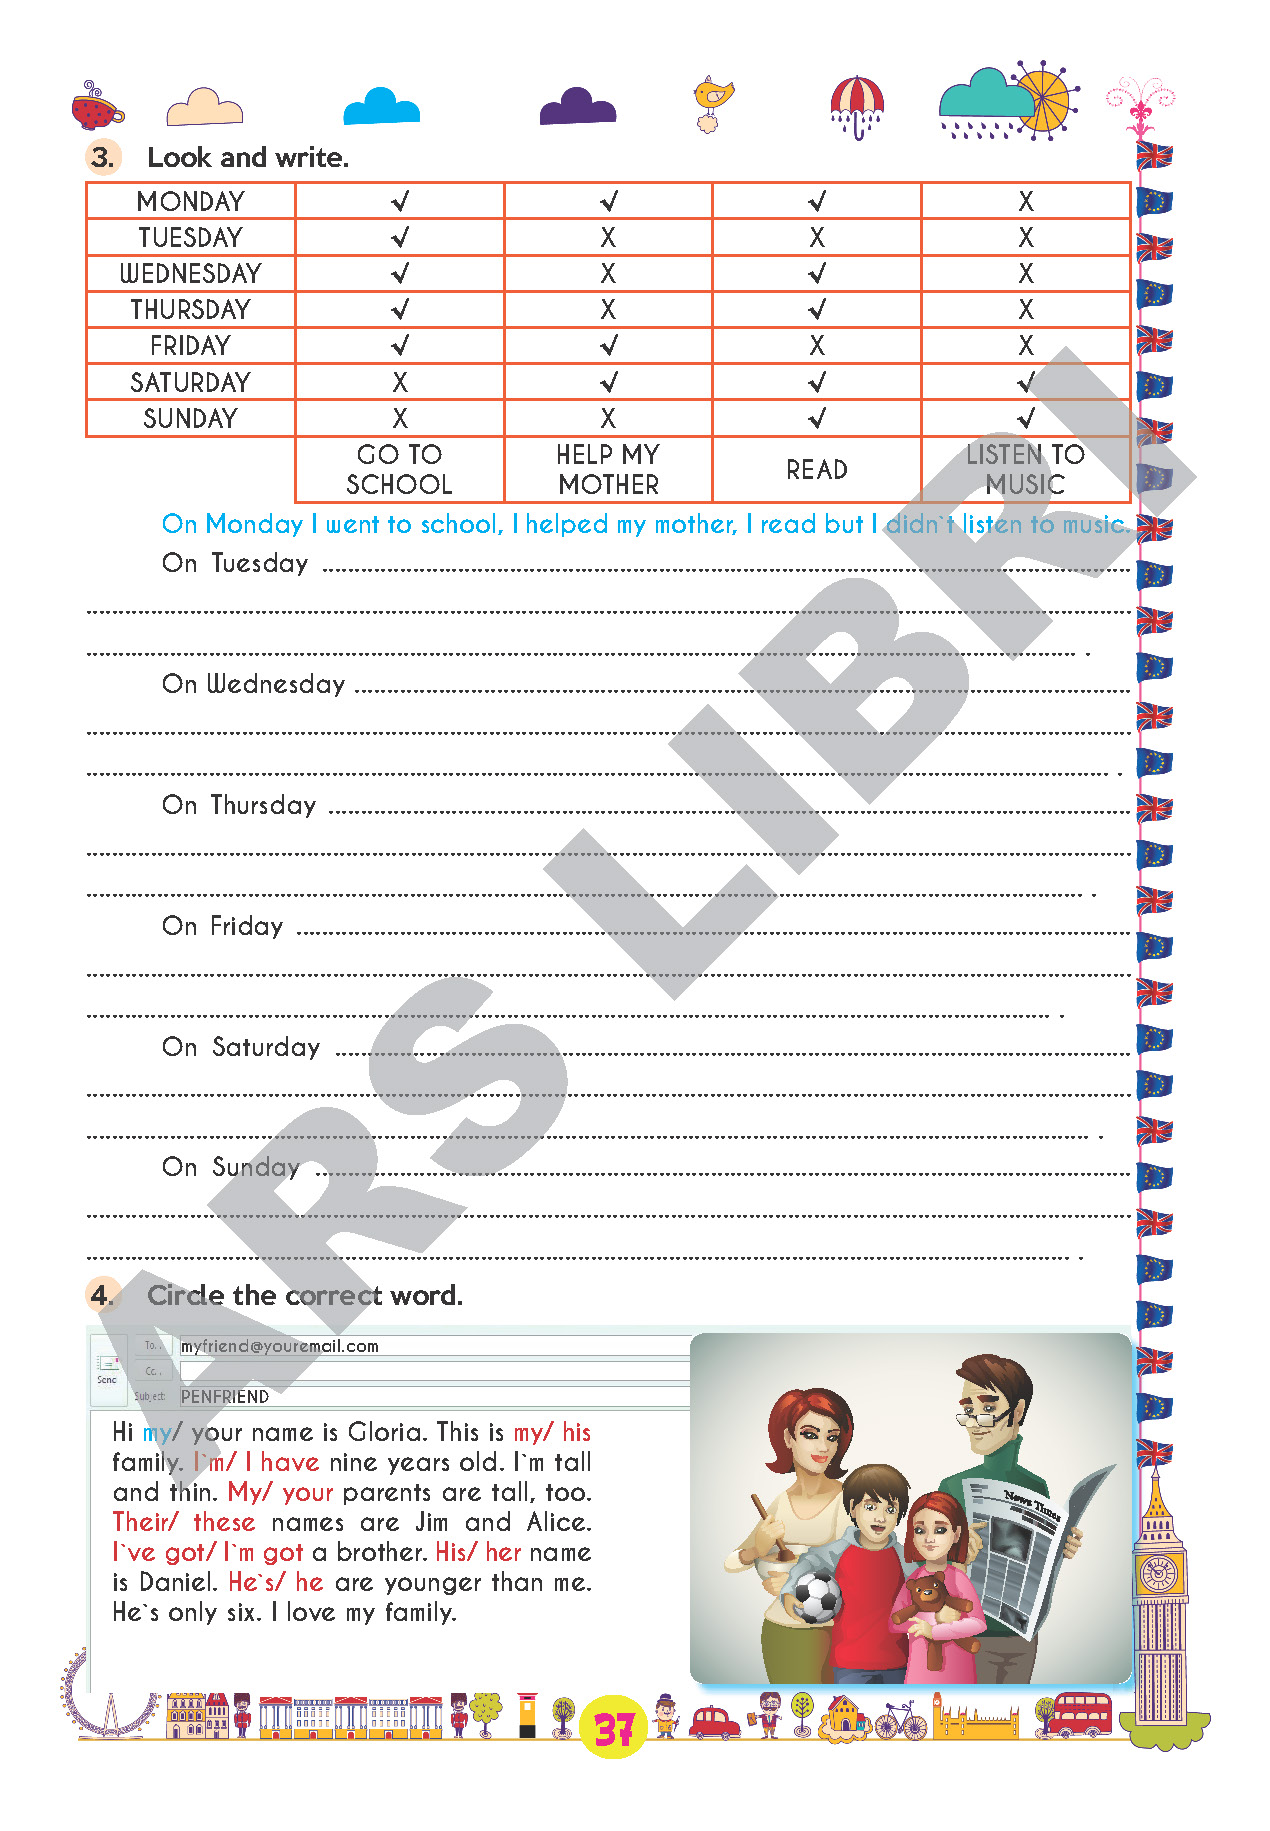 3. Look and write.
MONDAY √ √ √ X
TUESDAY √ X X X
WEDNESDAY √ X √ X
THURSDAY √ X √ X
FRIDAY √ √ X X
SATURDAY X √ √ √
SUNDAY X X √ √
GO TO SCHOOL HELP MY MOTHER READ LISTEN TO MUSIC
On Monday I went to school, I helped my mother, I read but I didn`t listen to music.
On Tuesday ..........
..........
.......... .
On Wednesday ..........
..........
.......... .
On Thursday ..........
..........
.......... .
On Friday ..........
..........
.......... .
On Saturday ..........
..........
.......... .
On Sunday ..........
..........
.......... .
4. Circle the correct word.
To... myfriend@youremail.com
Cc...
Send
Subject: PENFRIEND
Hi my/ your name is Gloria. This is my/ his
family. I`m/ I have nine years old. I`m tall
and thin. My/ your parents are tall, too.
Their/ these names are Jim and Alice.
I`ve got/ I`m got a brother. His/ her name
is Daniel. He`s/ he are younger than me.
He`s only six. I love my family.
News Times
37
ARS LIBRI